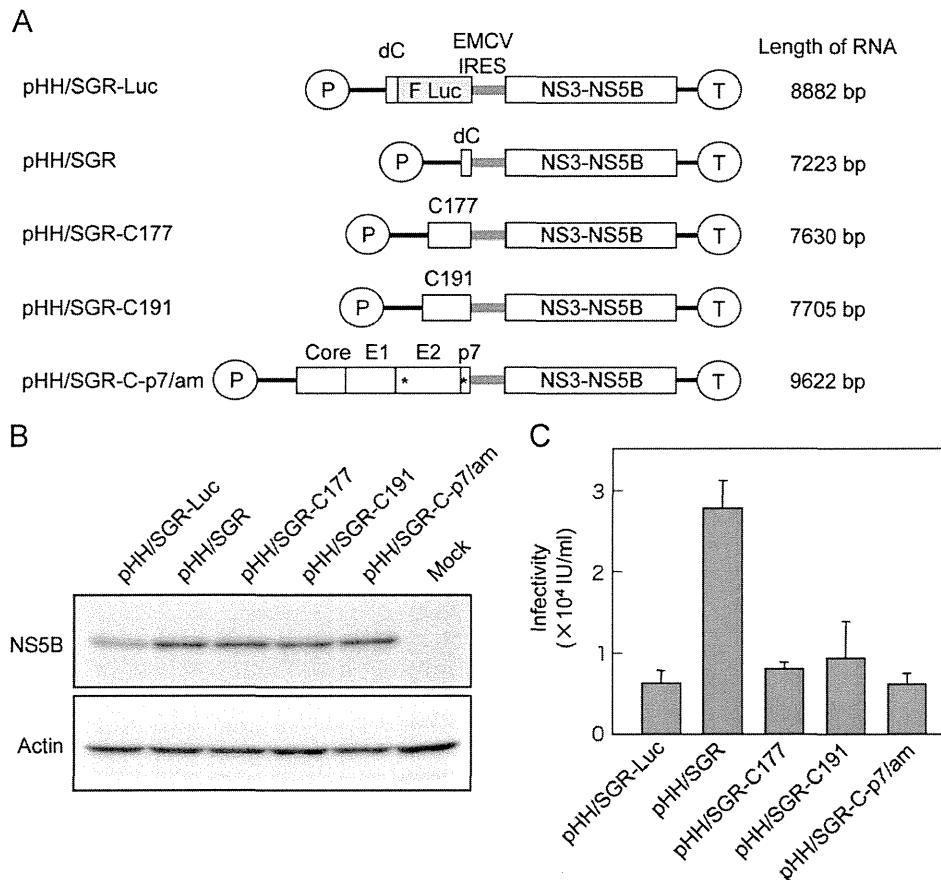 A
Length of RNA
pHH/SGR-Luc
P
dC
F Luc
EMCV
IRES
NS3-NS5B
T
8882 bp
pHH/SGR
P
dC
NS3-NS5B
T
7223 bp
pHH/SGR-C177
P
C177
NS3-NS5B
T
7630 bp
pHH/SGR-C191
P
C191
NS3-NS5B
T
7705 bp
pHH/SGR-C-p7/am
P
Core E1 E2 p7
* *
NS3-NS5B
T
9622 bp
B
pHH/SGR-Luc
pHH/SGR
pHH/SGR-C177
pHH/SGR-C191
pHH/SGR-C-p7/am
Mock
NS5B
Actin
C
Infectivity
(×10⁴ IU/ml)
3
2
1
0
pHH/SGR-Luc
pHH/SGR
pHH/SGR-C177
pHH/SGR-C191
pHH/SGR-C-p7/am